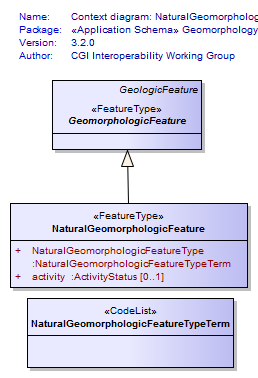 Name: Context diagram: NaturalGeomorpholog
Package: «Application Schema» Geomorphology
Version: 3.2.0
Author: CGI Interoperability Working Group
GeologicFeature
«FeatureType»
GeomorphologicFeature
«FeatureType»
NaturalGeomorphologicFeature
+ NaturalGeomorphologicFeatureType
:NaturalGeomorphologicFeatureTypeTerm
+ activity :ActivityStatus [0..1]
«CodeList»
NaturalGeomorphologicFeatureTypeTerm